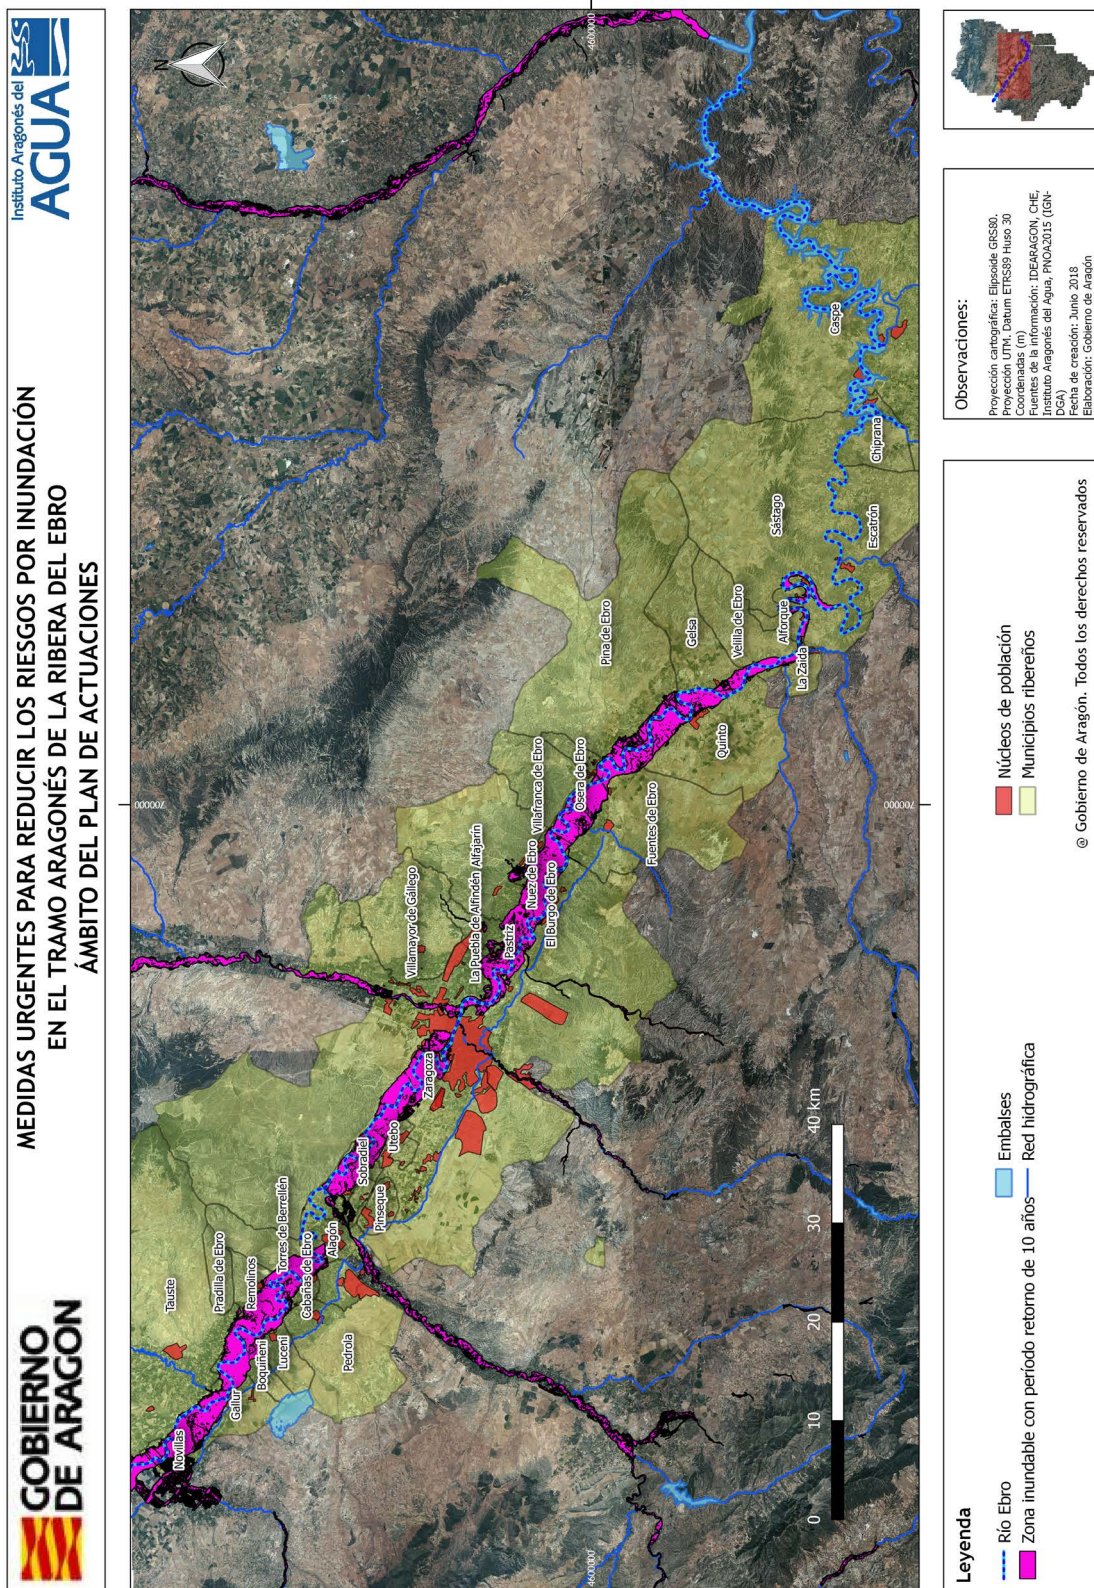 GOBIERNO
DE ARAGON
MEDIDAS URGENTES PARA REDUCIR LOS RIESGOS POR INUNDACIÓN
EN EL TRAMO ARAGONÉS DE LA RIBERA DEL EBRO
ÁMBITO DEL PLAN DE ACTUACIONES
Instituto Aragonés del
AGUA
700000
N
4600000
Tauste
Pradilla de Ebro
Remolinos
Torres de Berrellén
Cabañas de Ebro
Novillas
Gallur
Boquiñeni
Luceni
Pedrola
Alagón
Sobradiel
Pinseque
Utebo
Zaragoza
Villamayor de Gállego
La Puebla de Alfindén
Alfajarín
Pastriz
Nuez de Ebro
El Burgo de Ebro
Villafranca de Ebro
Osera de Ebro
Fuentes de Ebro
Pina de Ebro
Quinto
Gelsa
Velilla de Ebro
La Zaida
Alforque
Sástago
Escatrón
Chiprana
Caspe
4600000
0
10
20
30
40 km
700000
Leyenda
Río Ebro
Zona inundable con período retorno de 10 años
Embalses
Red hidrográfica
Núcleos de población
Municipios ribereños
@ Gobierno de Aragón. Todos los derechos reservados
Observaciones:
Proyección cartográfica: Elipsoide GRS80.
Proyección UTM, Datum ETRS89 Huso 30
Coordenadas (m)
Fuentes de la información: IDEARAGON, CHE,
Instituto Aragonés del Agua, PNOA2015 (IGN-
DGA)
Fecha de creación: Junio 2018
Elaboración: Gobierno de Aragón